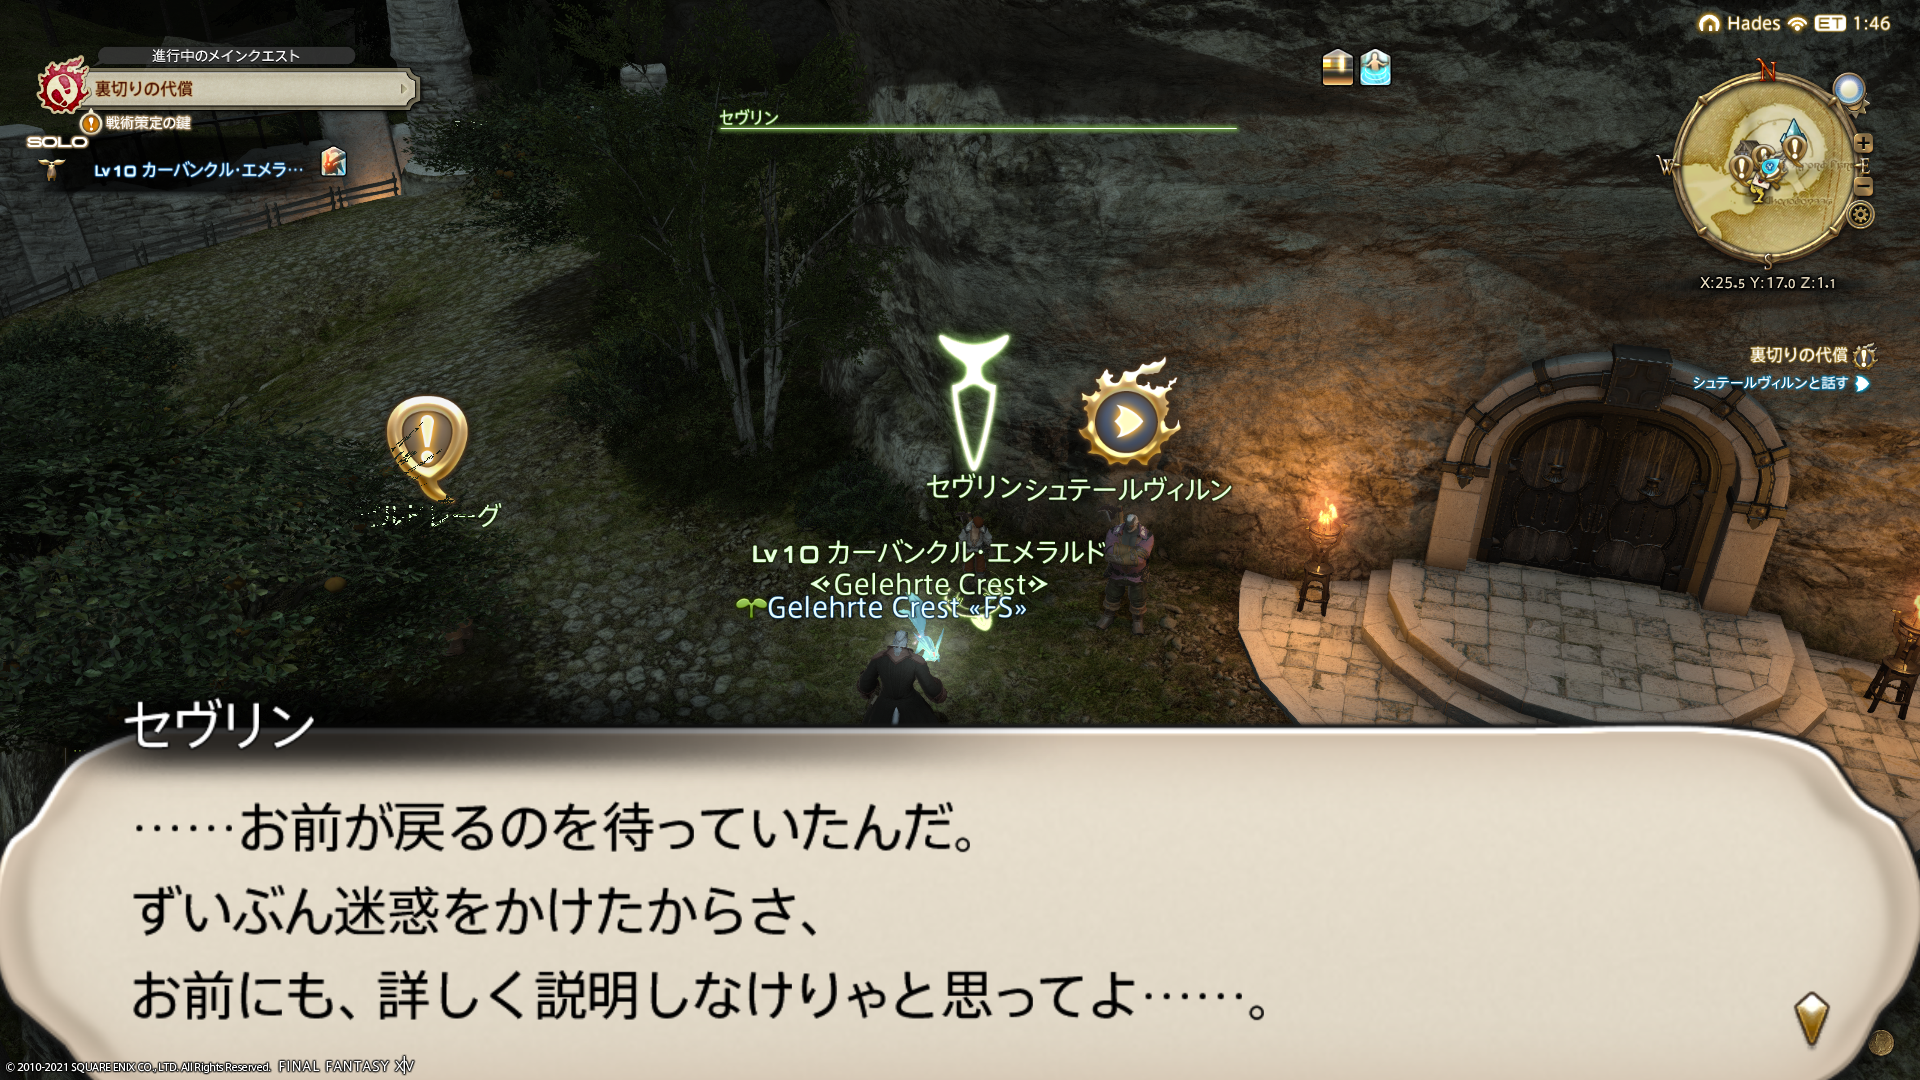 Hades ET 1:46
進行中のメインクエスト
裏切りの代償
戦術策定の鍵
SOLO
Lv10 カーバンクル·エメラ…
セヴリン
N
W
E
S
X:25.5 Y:17.0 Z:1.1
裏切りの代償
シュテールヴィルンと話す
セヴリン
シュテールヴィルン
Lv10 カーバンクル·エメラルド
Gelehrte Crest
Gelehrte Crest «FS»
セヴリン
……お前が戻るのを待っていたんだ。
ずいぶん迷惑をかけたからさ、
お前にも、詳しく説明しなけりゃと思ってよ……。
© 2010-2021 SQUARE ENIX CO., LTD. All Rights Reserved. FINAL FANTASY XIV